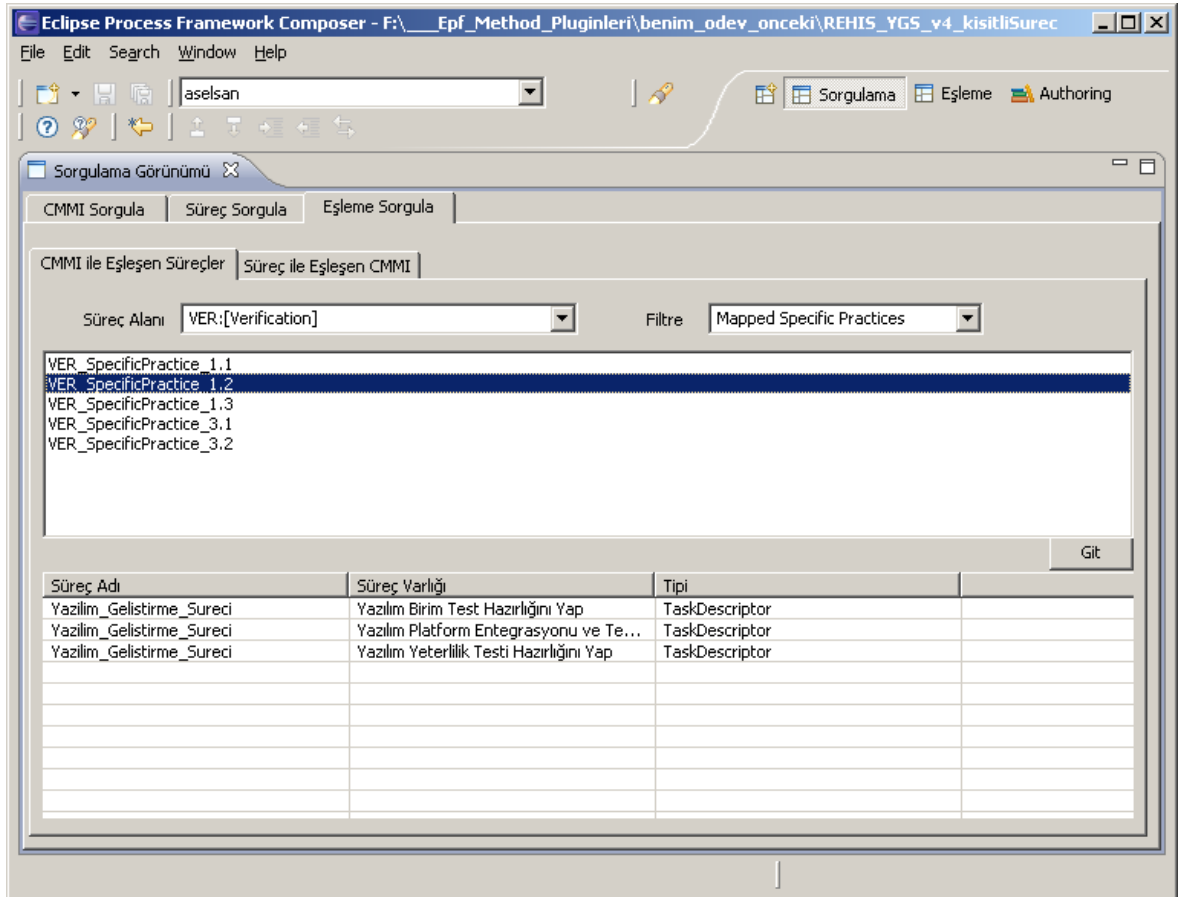 Eclipse Process Framework Composer - F:\___Epf_Method_Pluginleri\benim_odev_onceki\REHIS_YGS_v4_kisitliSurec
File Edit Search Window Help
aselsan Sorgulama Eşleme Authoring
Sorgulama Görünümü
CMMI Sorgula Süreç Sorgula Eşleme Sorgula
CMMI ile Eşleşen Süreçler Süreç ile Eşleşen CMMI
Süreç Alanı VER:[Verification] Filtre Mapped Specific Practices
VER_SpecificPractice_1.1
VER_SpecificPractice_1.2
VER_SpecificPractice_1.3
VER_SpecificPractice_3.1
VER_SpecificPractice_3.2
Git
Süreç Adı Süreç Varlığı Tipi
Yazilim_Gelistirme_Sureci Yazılım Birim Test Hazırlığını Yap TaskDescriptor
Yazilim_Gelistirme_Sureci Yazılım Platform Entegrasyonu ve Te... TaskDescriptor
Yazilim_Gelistirme_Sureci Yazılım Yeterlilik Testi Hazırlığını Yap TaskDescriptor